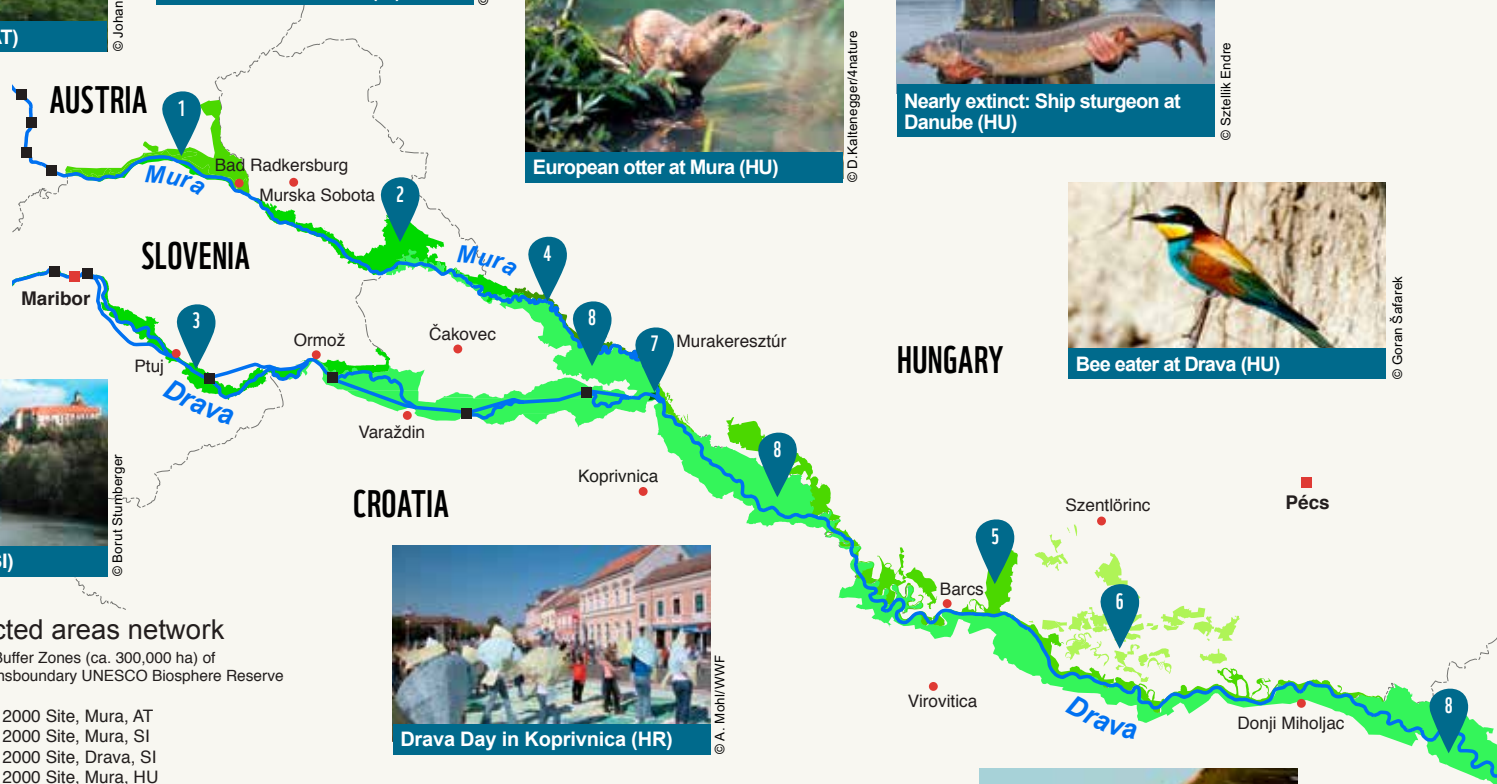 AT)
© Johan
©
© D.Kaltenegger/4nature
European otter at Mura (HU)
Nearly extinct: Ship sturgeon at
Danube (HU)
© Sztellik Endre
AUSTRIA
1
Mura
Bad Radkersburg
Murska Sobota
2
SLOVENIA
Mura
4
Maribor
3
Ptuj
Ormož
Čakovec
8
7
Murakeresztúr
Drava
Varaždin
HUNGARY
Bee eater at Drava (HU)
© Goran Šafarek
Koprivnica
CROATIA
8
Szentlörinc
Pécs
5
Barcs
6
Virovitica
Drava
Donji Miholjac
8
SI)
© Borut Stumberger
Drava Day in Koprivnica (HR)
© A. Mohl/WWF
cted areas network
Buffer Zones (ca. 300,000 ha) of
nsboundary UNESCO Biosphere Reserve
2000 Site, Mura, AT
2000 Site, Mura, SI
2000 Site, Drava, SI
2000 Site, Mura, HU